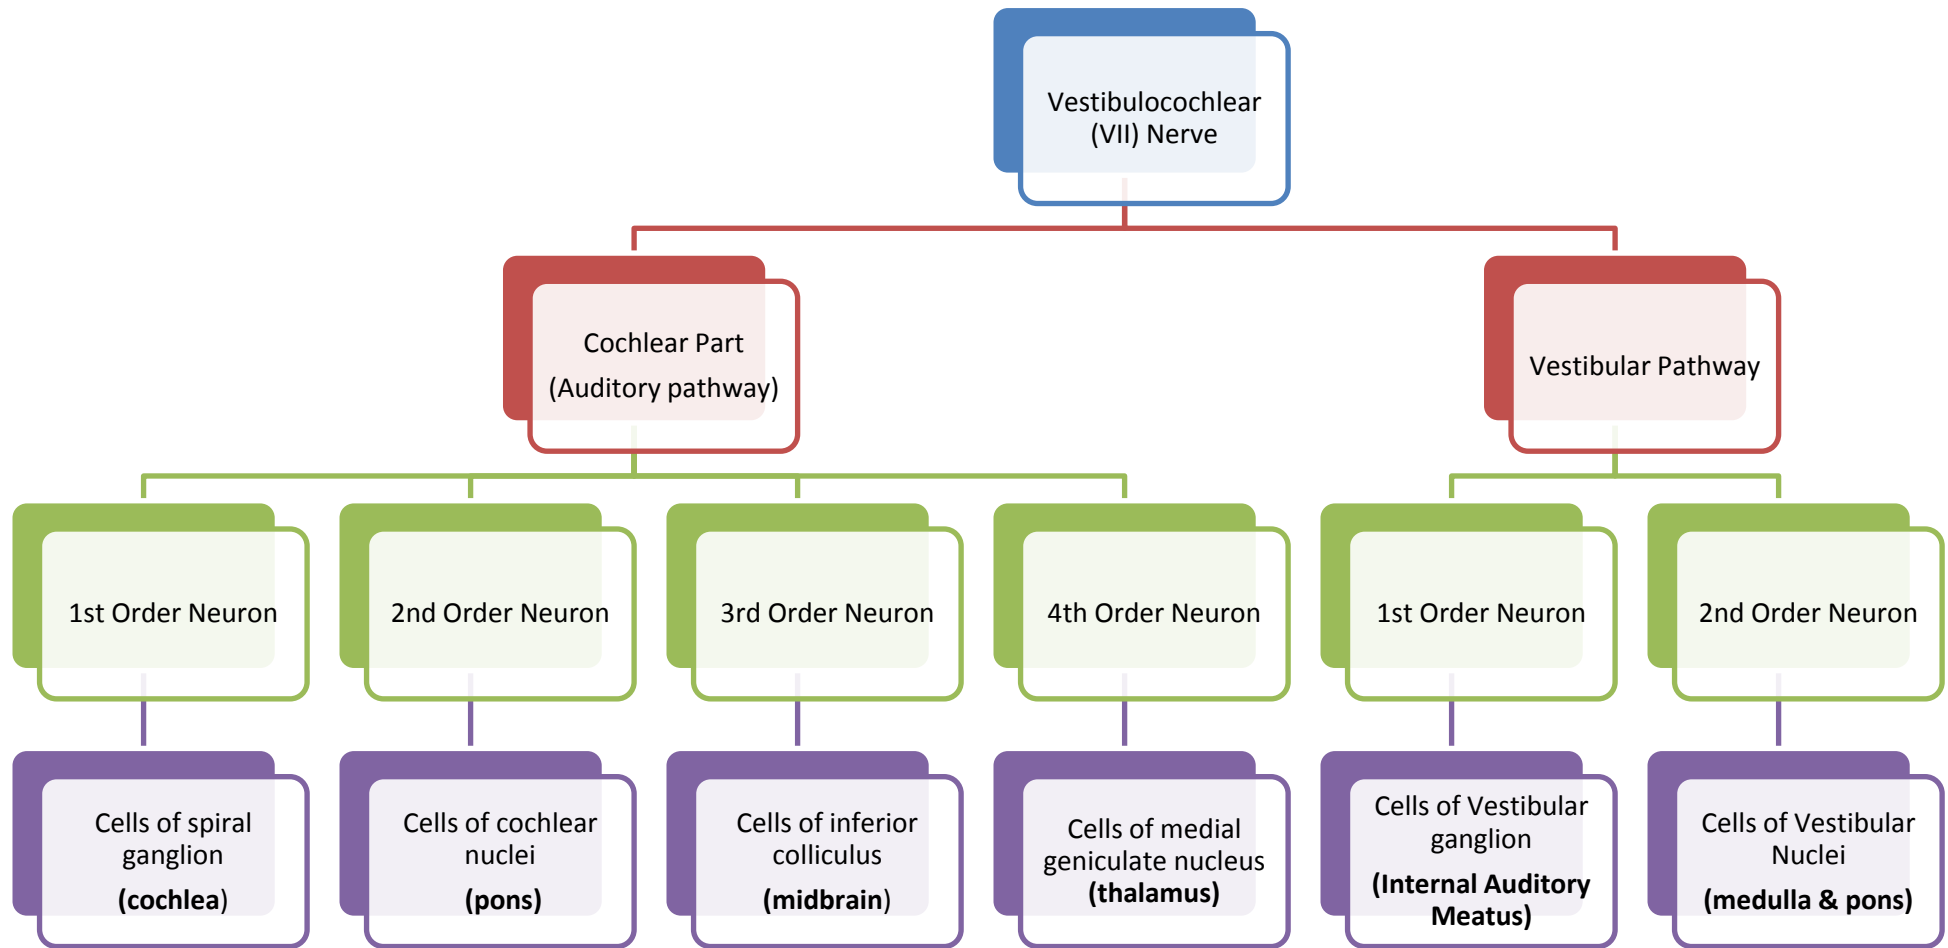 Vestibulocochlear
(VII) Nerve
Cochlear Part
(Auditory pathway)
Vestibular Pathway
1st Order Neuron
2nd Order Neuron
3rd Order Neuron
4th Order Neuron
1st Order Neuron
2nd Order Neuron
Cells of spiral
ganglion
(cochlea)
Cells of cochlear
nuclei
(pons)
Cells of inferior
colliculus
(midbrain)
Cells of medial
geniculate nucleus
(thalamus)
Cells of Vestibular
ganglion
(Internal Auditory
Meatus)
Cells of Vestibular
Nuclei
(medulla & pons)